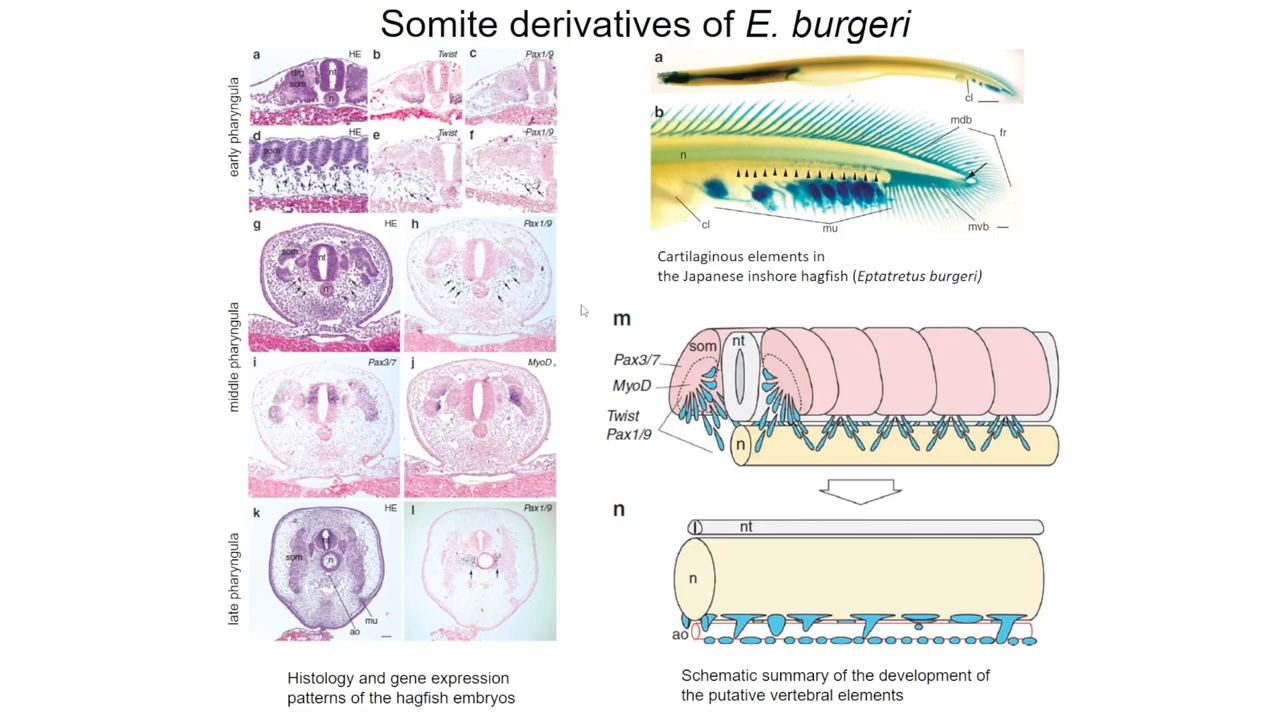 Somite derivatives of E. burgeri
early pharyngula
middle pharyngula
late pharyngula
a HE
drg
som
nt
n
b Twist
c Pax1/9
d HE
som
e Twist
f Pax1/9
g HE
som
nt
n
h Pax1/9
i Pax3/7
j MyoD
k HE
nt
som
n
mu
ao
l Pax1/9
Histology and gene expression
patterns of the hagfish embryos
a
cl
b
mdb
fr
n
cl
mu
mvb
Cartilaginous elements in
the Japanese inshore hagfish (Eptatretus burgeri)
m
som
nt
Pax3/7
MyoD
Twist
Pax1/9
n
n
nt
n
ao
Schematic summary of the development of
the putative vertebral elements